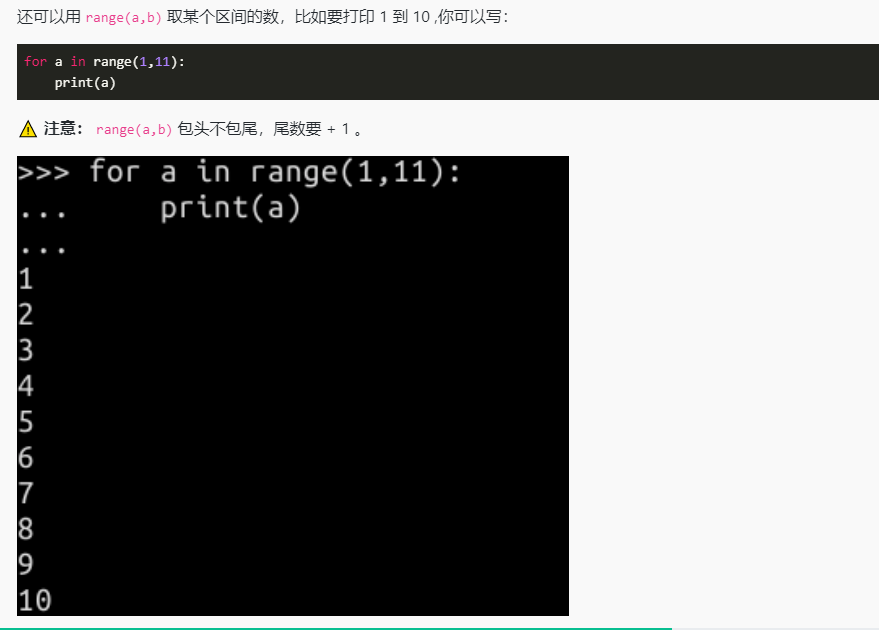 还可以用 range(a,b) 取某个区间的数，比如要打印 1 到 10 ,你可以写：
for a in range(1,11):
    print(a)
⚠️ 注意： range(a,b) 包头不包尾，尾数要 + 1 。
>>> for a in range(1,11):
...     print(a)
...
1
2
3
4
5
6
7
8
9
10